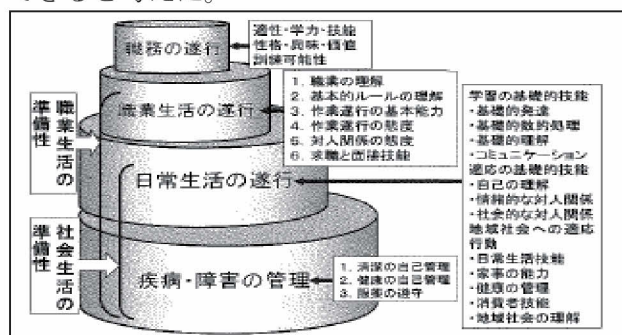 できると考えた。
職務の遂行
適性・学力・技能
性格・興味・価値
訓練可能性
職業生活の遂行
1. 職業の理解
2. 基本的ルールの理解
3. 作業遂行の基本能力
4. 作業遂行の態度
5. 対人関係の態度
6. 求職と面接技能
職業生活の
準備性
日常生活の遂行
学習の基礎的技能
・基礎的発達
・基礎的数的処理
・基礎的理解
・コミュニケーション
適応の基礎的技能
・自己の理解
・情緒的な対人関係
・社会的な対人関係
地域社会への適応
行動
・日常生活技能
・家事の能力
・健康の管理
・消費者技能
・地域社会の理解
社会生活の
準備性
疾病・障害の管理
1. 清潔の自己管理
2. 健康の自己管理
3. 服薬の遵守